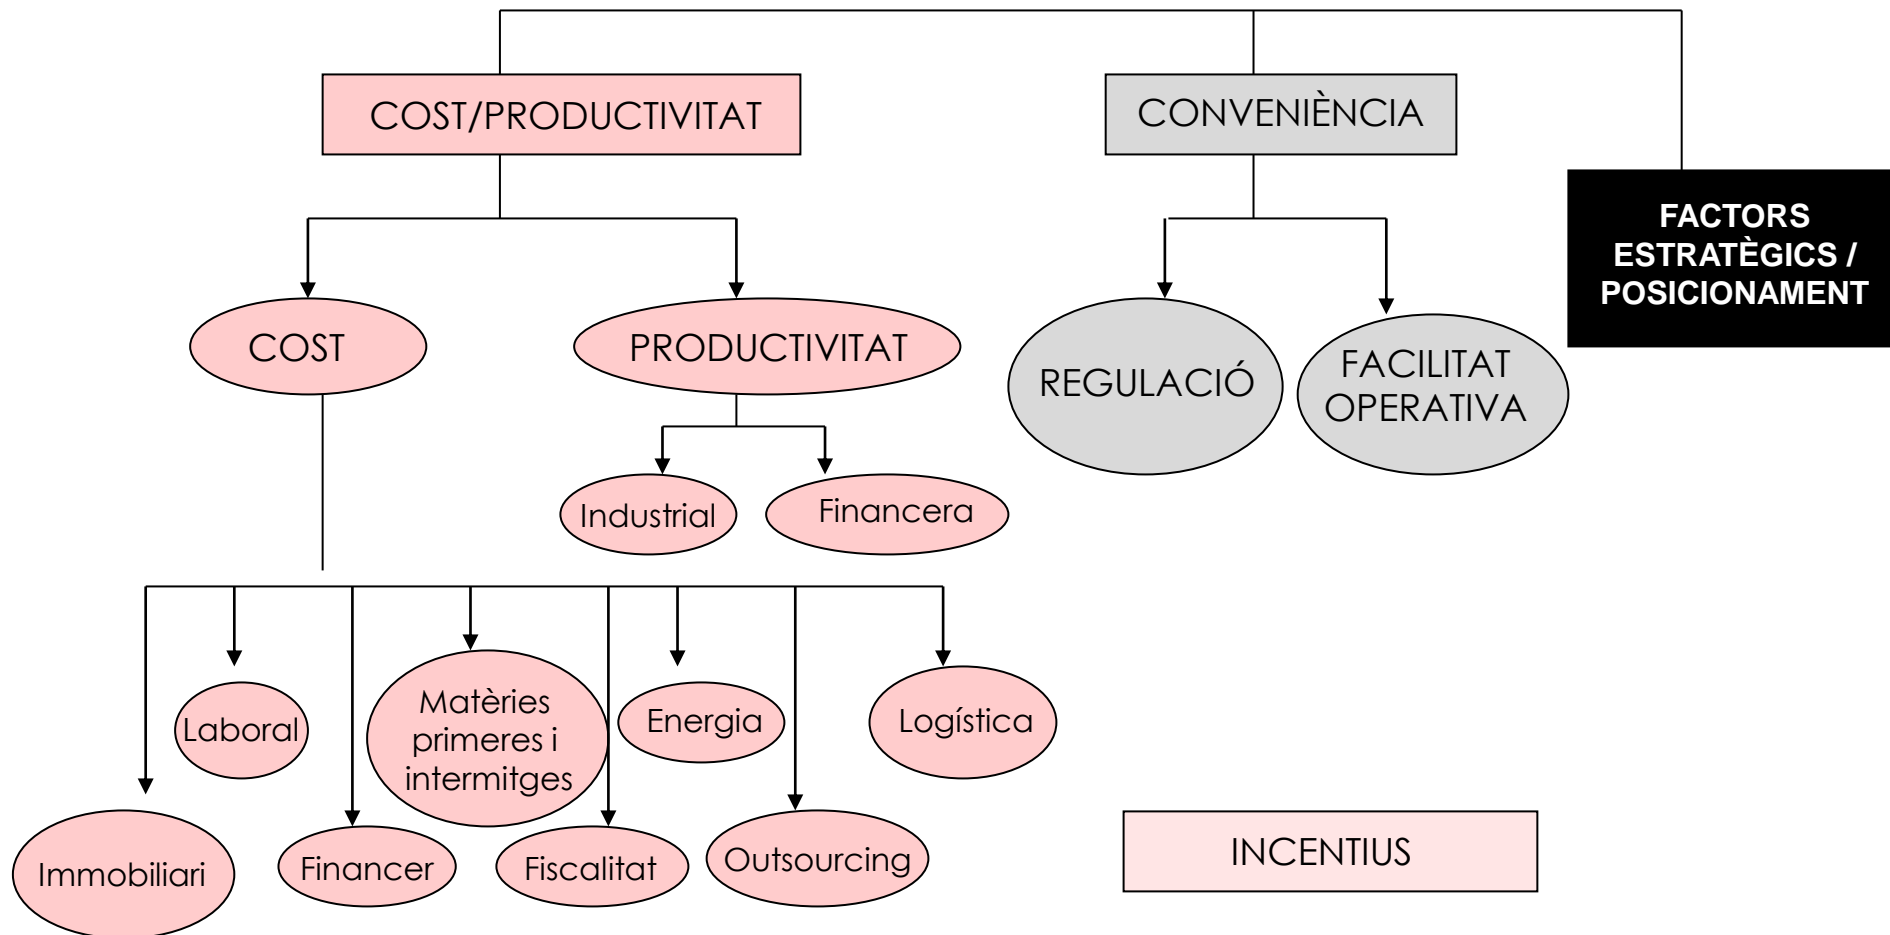 COST/PRODUCTIVITAT
CONVENIÈNCIA
FACTORS
ESTRATÈGICS /
POSICIONAMENT
COST
PRODUCTIVITAT
REGULACIÓ
FACILITAT
OPERATIVA
Industrial
Financera
Laboral
Matèries
primeres i
intermitges
Energia
Logística
Immobiliari
Financer
Fiscalitat
Outsourcing
INCENTIUS